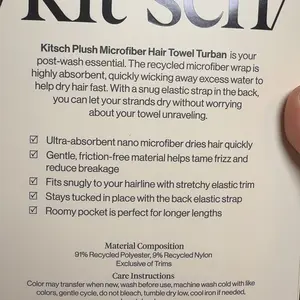 /Kit·sch/
Kitsch Plush Microfiber Hair Towel Turban is your
post-wash essential. The recycled microfiber wrap is
highly absorbent, quickly wicking away excess water to
help dry hair fast. With a snug elastic strap in the back,
you can let your strands dry without worrying
about your towel unraveling.
Ultra-absorbent nano microfiber dries hair quickly
Gentle, friction-free material helps tame frizz and
reduce breakage
Fits snugly to your hairline with stretchy elastic trim
Stays tucked in place with the back elastic strap
Roomy pocket is perfect for longer lengths
Material Composition
91% Recycled Polyester, 9% Recycled Nylon
Exclusive of Trims
Care Instructions
Color may transfer when new, wash before use, machine wash cold with like
colors, gentle cycle, do not bleach, tumble dry low, cool iron if needed,